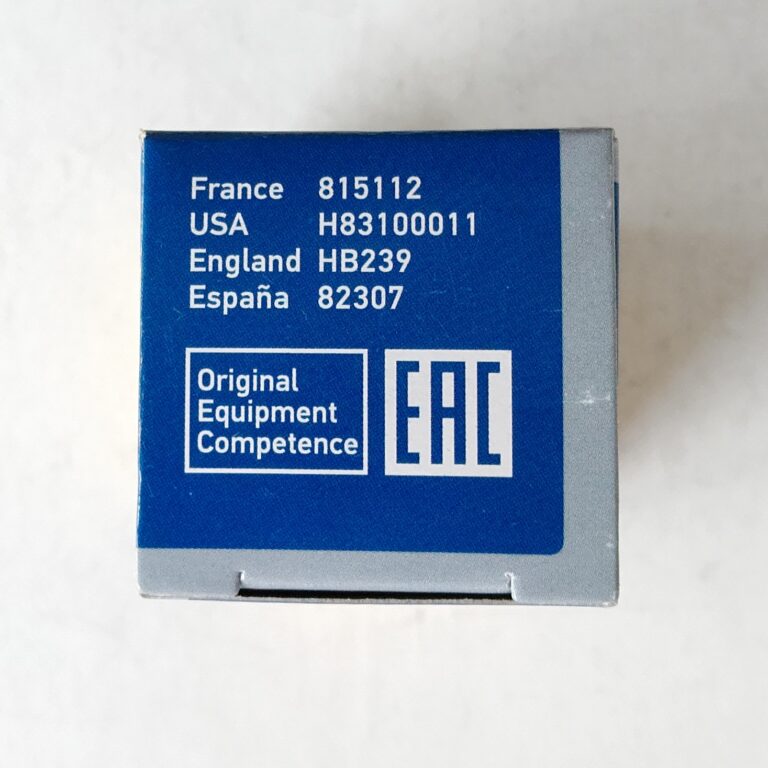 France 815112
USA H83100011
England HB239
España 82307
Original
Equipment
Competence
EAC